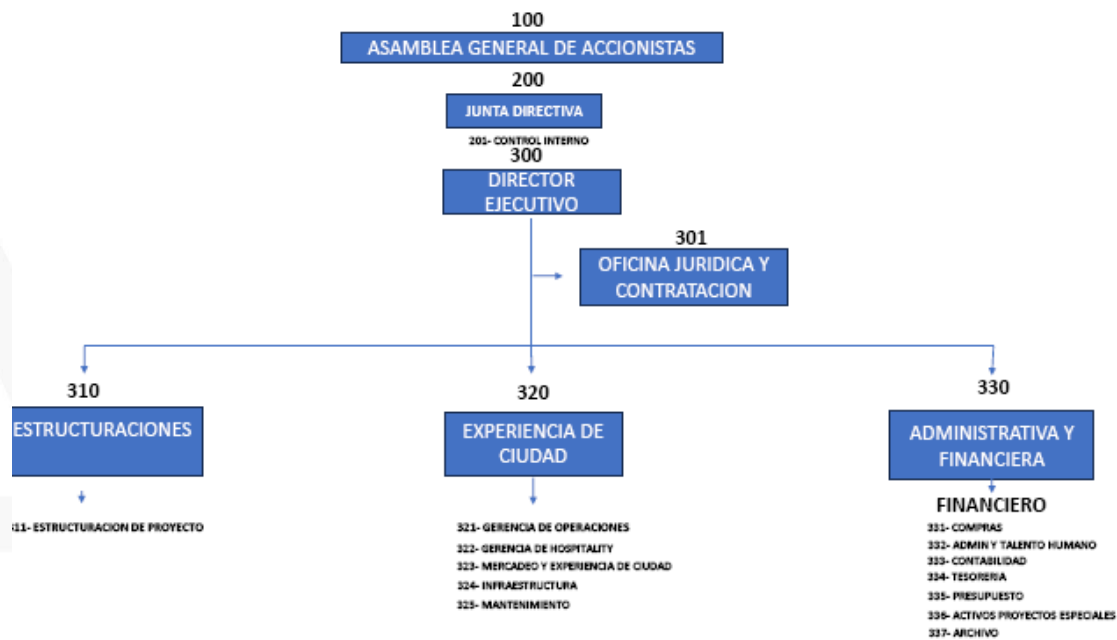 100
ASAMBLEA GENERAL DE ACCIONISTAS
200
JUNTA DIRECTIVA
201- CONTROL INTERNO
300
DIRECTOR
EJECUTIVO
301
OFICINA JURIDICA Y
CONTRATACION
310
ESTRUCTURACIONES
311- ESTRUCTURACION DE PROYECTO
320
EXPERIENCIA DE
CIUDAD
321- GERENCIA DE OPERACIONES
322- GERENCIA DE HOSPITALITY
323- MERCADEO Y EXPERIENCIA DE CIUDAD
324- INFRAESTRUCTURA
325- MANTENIMIENTO
330
ADMINISTRATIVA Y
FINANCIERA
FINANCIERO
331- COMPRAS
332- ADMIN Y TALENTO HUMANO
333- CONTABILIDAD
334- TESORERIA
335- PRESUPUESTO
336- ACTIVOS PROYECTOS ESPECIALES
337- ARCHIVO